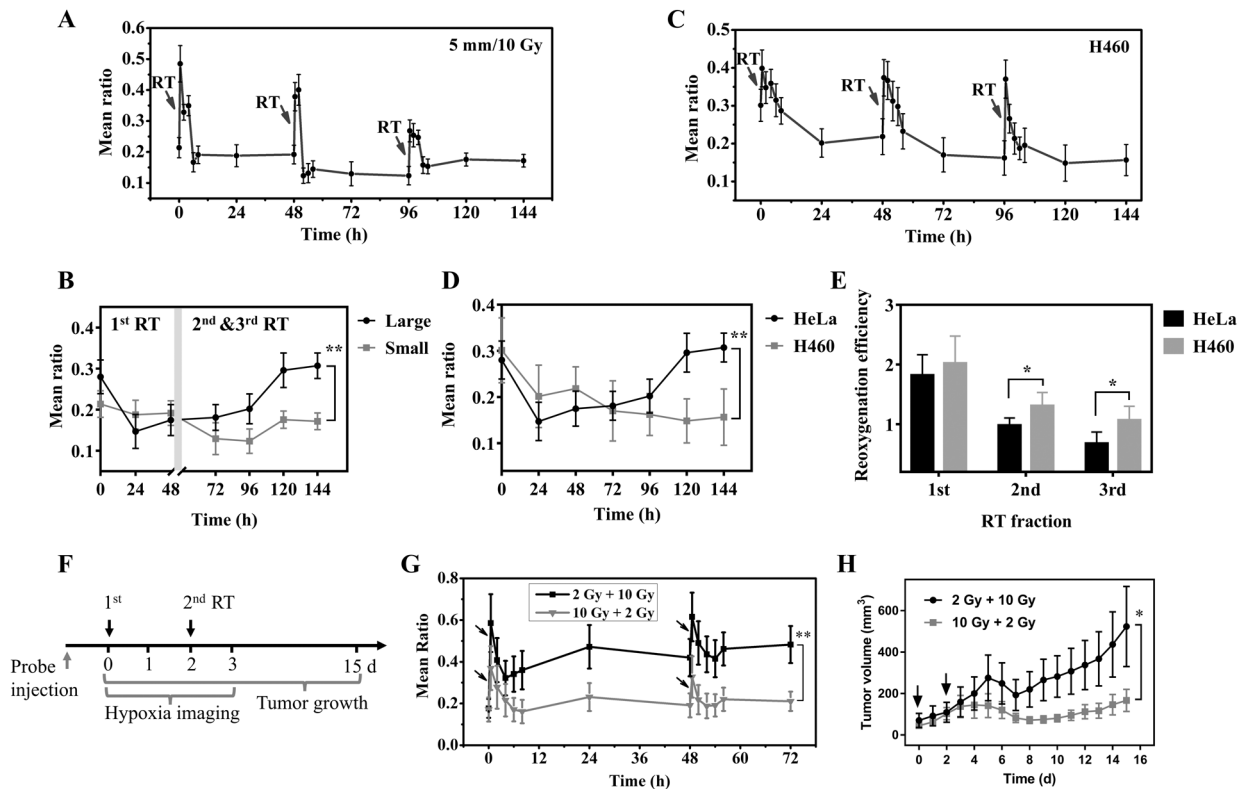 A
5 mm/10 Gy
Mean ratio
0.6
0.5
0.4
0.3
0.2
0.1
RT
RT
RT
0 24 48 72 96 120 144
Time (h)
C
H460
Mean ratio
0.5
0.4
0.3
0.2
0.1
RT
RT
RT
0 24 48 72 96 120 144
Time (h)
B
1st RT
2nd &3rd RT
Large
Small
**
Mean ratio
0.4
0.3
0.2
0.1
0 24 48 72 96 120 144
Time (h)
D
HeLa
H460
**
Mean ratio
0.4
0.3
0.2
0.1
0 24 48 72 96 120 144
Time (h)
E
HeLa
H460
Reoxygenation efficiency
3
2
1
*
*
1st 2nd 3rd
RT fraction
F
1st
2nd RT
Probe
injection
0 1 2 3 15 d
Hypoxia imaging
Tumor growth
G
2 Gy + 10 Gy
10 Gy + 2 Gy
**
Mean Ratio
0.8
0.6
0.4
0.2
0.0
0 12 24 36 48 60 72
Time (h)
H
2 Gy + 10 Gy
10 Gy + 2 Gy
*
Tumor volume (mm3)
600
400
200
0
0 2 4 6 8 10 12 14 16
Time (d)